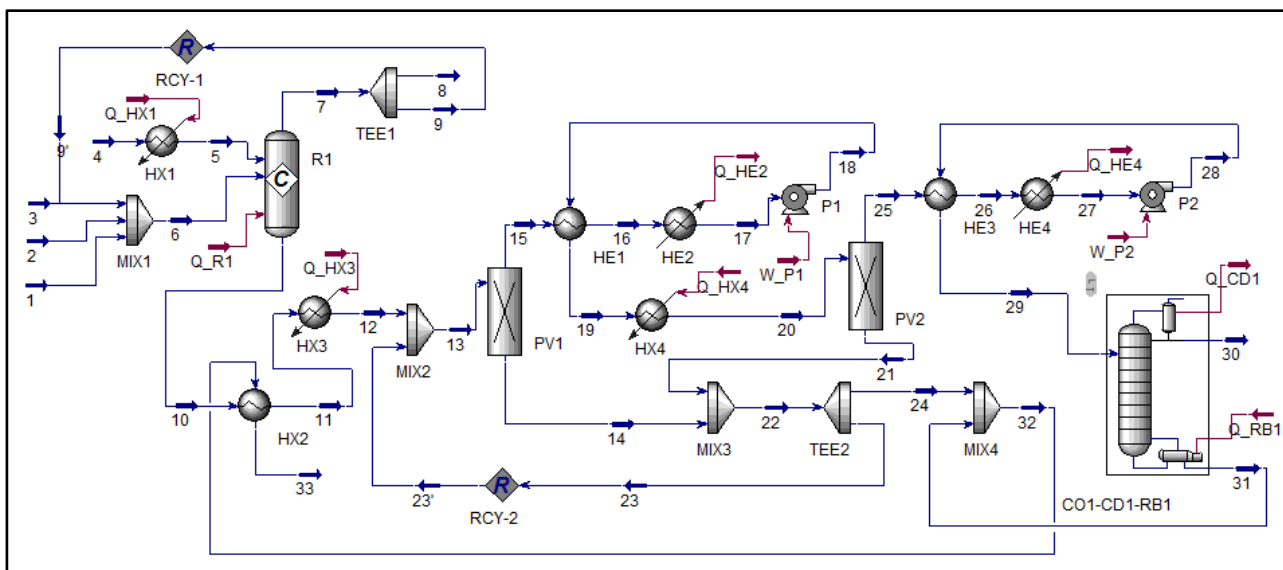 R
RCY-1
7
8
9
TEE1
Q_HX1
9'
4
5
HX1
R1
C
3
2
1
6
MIX1
Q_R1
Q_HX3
12
13
HX3
MIX2
10
11
HX2
33
15
16
17
18
HE1
HE2
Q_HE2
P1
W_P1
Q_HX4
19
20
HX4
PV1
14
25
26
27
28
HE3
HE4
Q_HE4
P2
W_P2
PV2
21
29
Q_CD1
30
Q_RB1
31
CO1-CD1-RB1
22
24
32
MIX3
TEE2
MIX4
R
23'
23
RCY-2